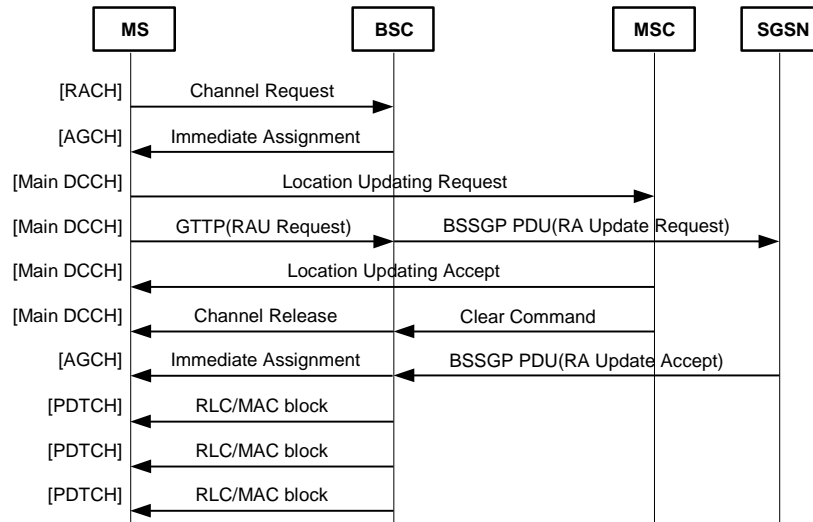 MS BSC MSC SGSN
[RACH] Channel Request
[AGCH] Immediate Assignment
[Main DCCH] Location Updating Request
[Main DCCH] GTTP(RAU Request) BSSGP PDU(RA Update Request)
[Main DCCH] Location Updating Accept
[Main DCCH] Channel Release Clear Command
[AGCH] Immediate Assignment BSSGP PDU(RA Update Accept)
[PDTCH] RLC/MAC block
[PDTCH] RLC/MAC block
[PDTCH] RLC/MAC block